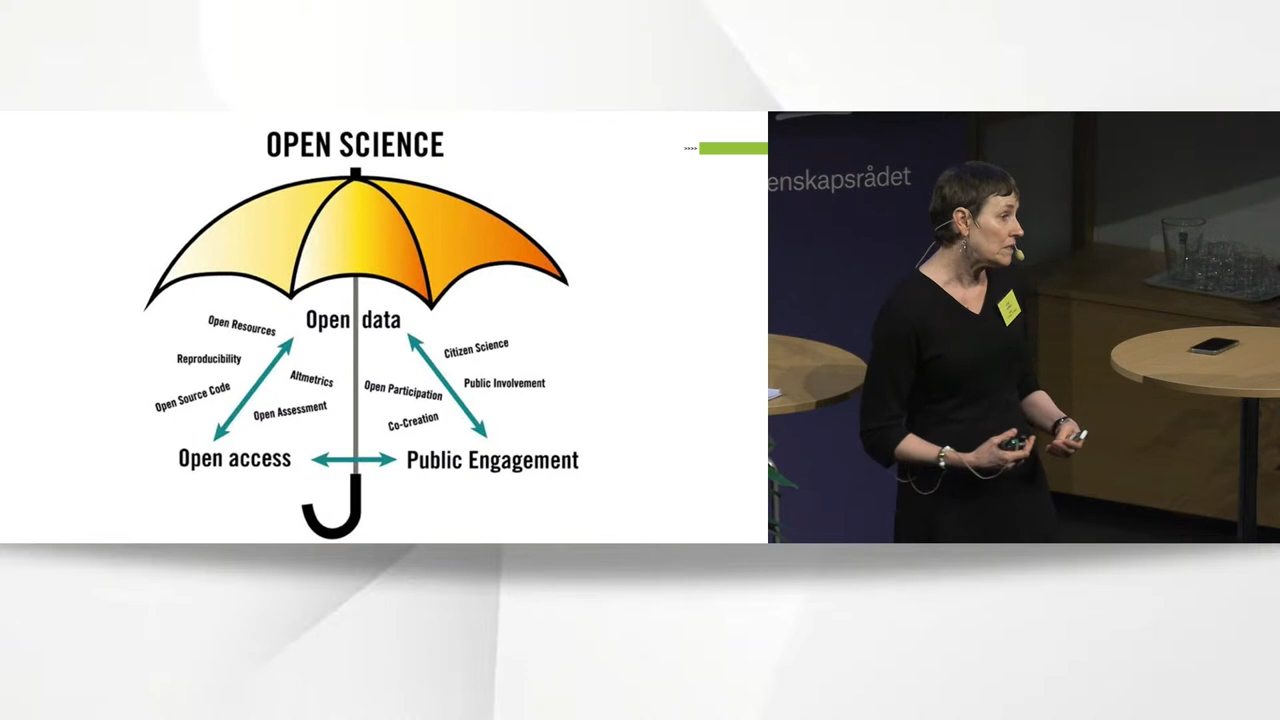 OPEN SCIENCE
>>>>
enskapsrådet
Open data
Open Resources
Reproducibility
Open Source Code
Altmetrics
Open Assessment
Open Participation
Co-Creation
Citizen Science
Public Involvement
Open access
Public Engagement